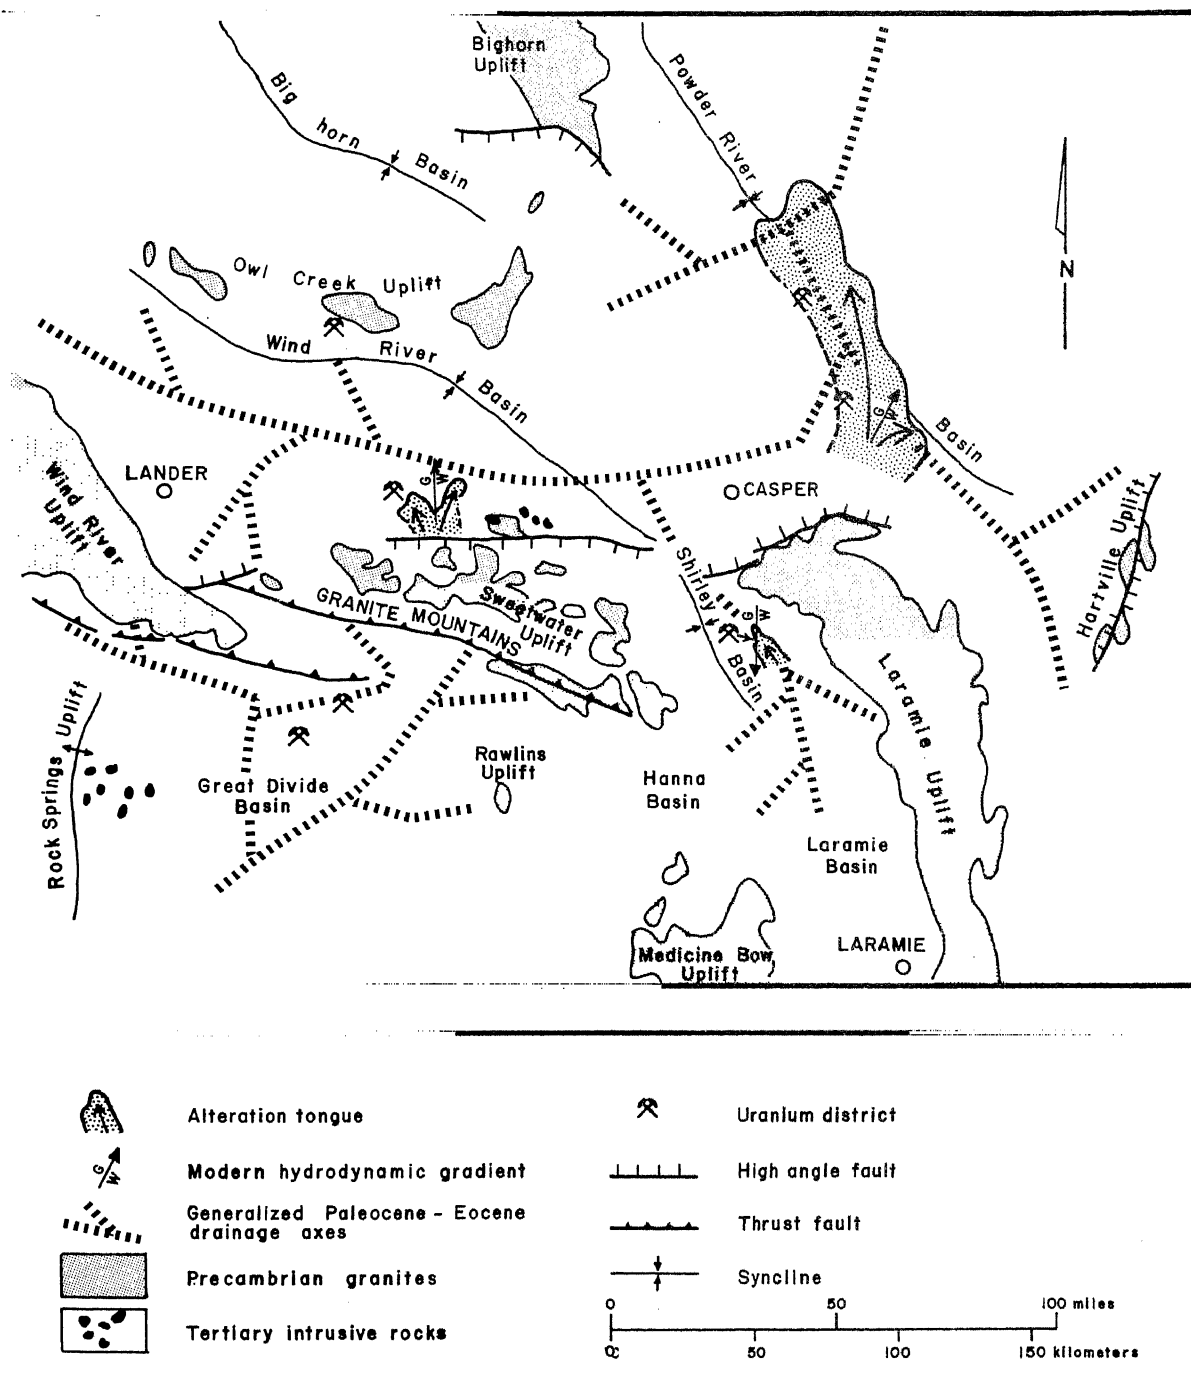 Bighorn
Uplift
Big horn Basin
Powder River Basin
Owl Creek Uplift
Wind River Basin
N
LANDER
Wind River
Uplift
G W
CASPER
G W
Hartville Uplift
Shirley Basin
G W
GRANITE MOUNTAINS
Sweetwater
Uplift
Laramie Uplift
Rock Springs Uplift
Great Divide
Basin
Rawlins
Uplift
Hanna
Basin
Laramie
Basin
LARAMIE
Medicine Bow
Uplift
Alteration tongue
Uranium district
G W
Modern hydrodynamic gradient
High angle fault
Generalized Paleocene - Eocene
drainage axes
Thrust fault
Precambrian granites
Syncline
Tertiary intrusive rocks
0 50 100 miles
0 50 100 150 kilometers